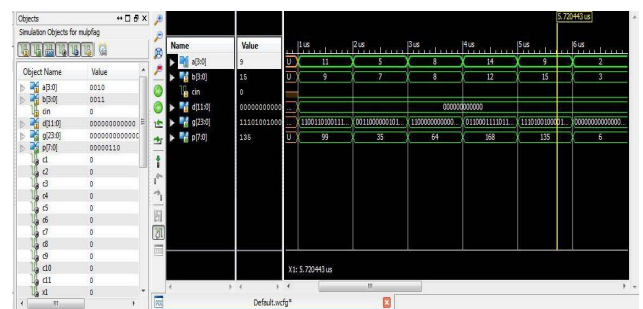 Objects
Simulation Objects for mulpfag
Object Name Value
a[3:0] 0010
b[3:0] 0011
cin 0
d[11:0] 000000000000
g[23:0] 000000000000
p[7:0] 00000110
c1 0
c2 0
c3 0
c4 0
c5 0
c6 0
c7 0
c8 0
c9 0
c10 0
c11 0
x1 0
Name Value
a[3:0] 9
b[3:0] 15
cin 0
d[11:0] 00000000000
g[23:0] 11101001000
p[7:0] 135
5.720443 us
1 us 2 us 3 us 4 us 5 us 6 us
U 11 5 8 14 9 2
U 9 7 8 12 15 3
000000000000
1100110100111... 0011000000101... 1100000000000... 0110001111011... 1110100100001... 0000000000000...
U 99 35 64 168 135 6
X1: 5.720443 us
Default.wcfg*